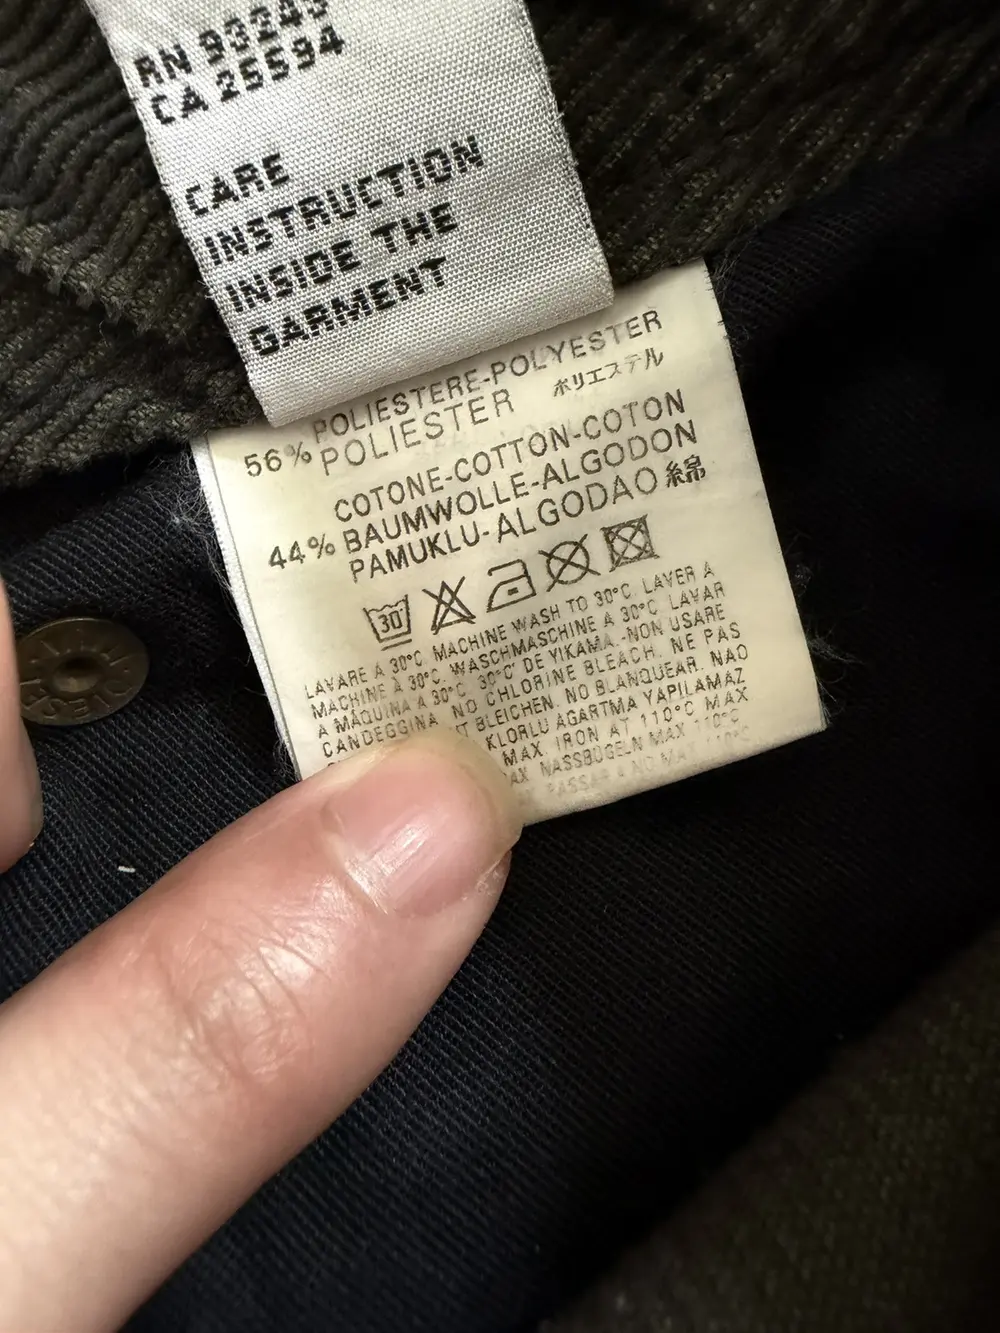 RN 93243
CA 25594
CARE
INSTRUCTION
INSIDE THE
GARMENT
POLIESTERE-POLYESTER
56% POLIESTER ポリエステル
COTONE-COTTON-COTON
44% BAUMWOLLE-ALGODON
PAMUKLU-ALGODAO 綿
30
LAVARE A 30°C. MACHINE WASH TO 30°C. LAVER A
MACHINE À 30°C. WASCHMASCHINE A 30°C. LAVAR
A MÁQUINA A 30°C. 30°C' DE YIKAMA.-NON USARE
CANDEGGINA. NO CHLORINE BLEACH. NE PAS
BLEICHEN. NO BLANQUEAR. NAO
KLORLU AGARTMA YAPILAMAZ
MAX. IRON AT 110°C MAX
NASSBÜGELN MAX 110°C
110°C